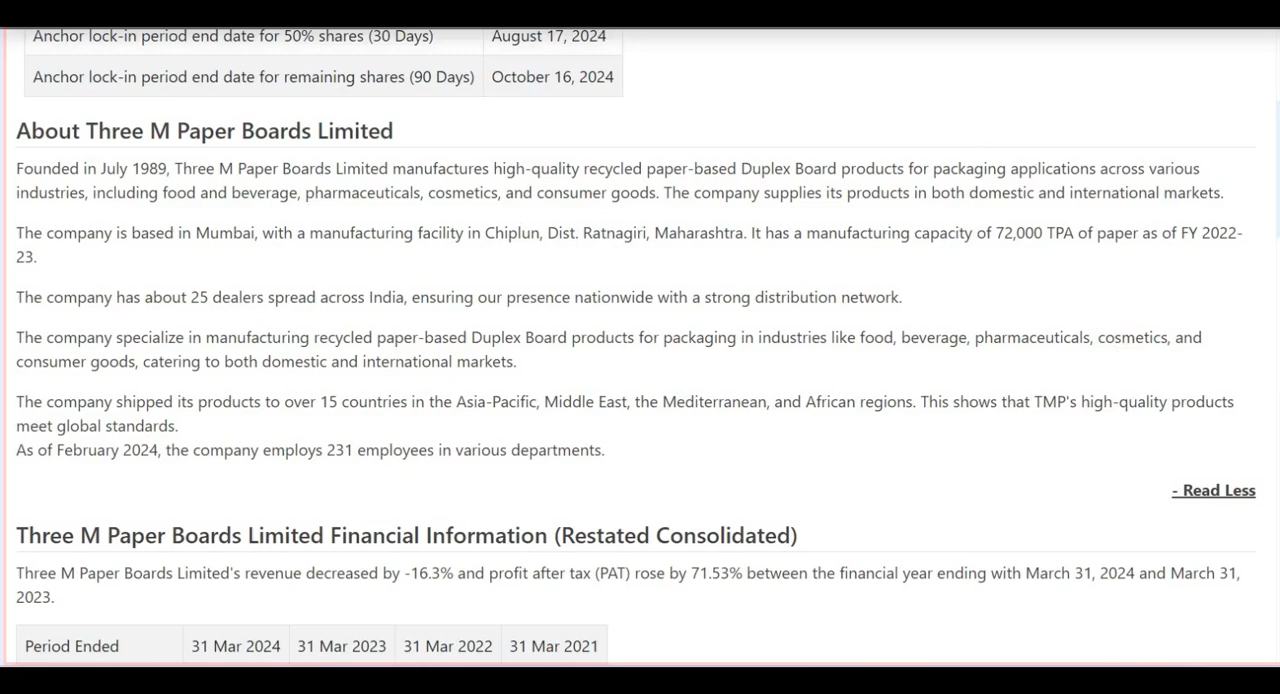 Anchor lock-in period end date for 50% shares (30 Days) August 17, 2024
Anchor lock-in period end date for remaining shares (90 Days) October 16, 2024
About Three M Paper Boards Limited
Founded in July 1989, Three M Paper Boards Limited manufactures high-quality recycled paper-based Duplex Board products for packaging applications across various
industries, including food and beverage, pharmaceuticals, cosmetics, and consumer goods. The company supplies its products in both domestic and international markets.
The company is based in Mumbai, with a manufacturing facility in Chiplun, Dist. Ratnagiri, Maharashtra. It has a manufacturing capacity of 72,000 TPA of paper as of FY 2022-
23.
The company has about 25 dealers spread across India, ensuring our presence nationwide with a strong distribution network.
The company specialize in manufacturing recycled paper-based Duplex Board products for packaging in industries like food, beverage, pharmaceuticals, cosmetics, and
consumer goods, catering to both domestic and international markets.
The company shipped its products to over 15 countries in the Asia-Pacific, Middle East, the Mediterranean, and African regions. This shows that TMP's high-quality products
meet global standards.
As of February 2024, the company employs 231 employees in various departments.
- Read Less
Three M Paper Boards Limited Financial Information (Restated Consolidated)
Three M Paper Boards Limited's revenue decreased by -16.3% and profit after tax (PAT) rose by 71.53% between the financial year ending with March 31, 2024 and March 31,
2023.
Period Ended 31 Mar 2024 31 Mar 2023 31 Mar 2022 31 Mar 2021